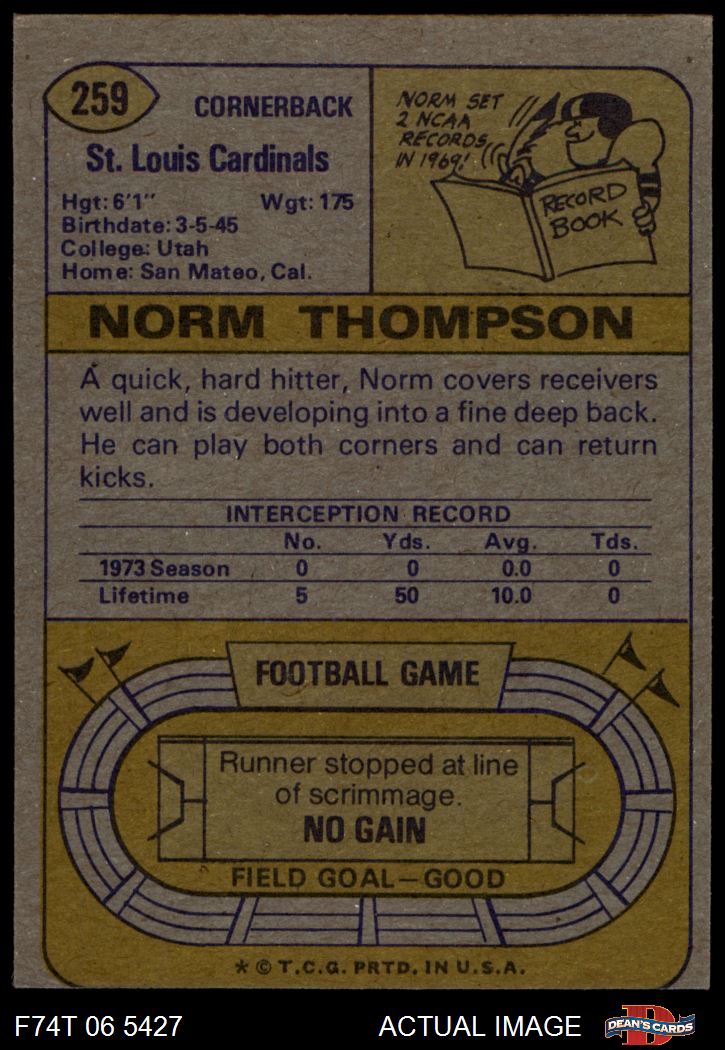 259
CORNERBACK
St. Louis Cardinals
Hgt: 6'1" Wgt: 175
Birthdate: 3-5-45
College: Utah
Home: San Mateo, Cal.
NORM SET
2 NCAA
RECORDS
IN 1969!
RECORD
BOOK
NORM THOMPSON
A quick, hard hitter, Norm covers receivers
well and is developing into a fine deep back.
He can play both corners and can return
kicks.
INTERCEPTION RECORD
No. Yds. Avg. Tds.
1973 Season 0 0 0.0 0
Lifetime 5 50 10.0 0
FOOTBALL GAME
Runner stopped at line
of scrimmage.
NO GAIN
FIELD GOAL—GOOD
* © T.C.G. PRTD. IN U.S.A.
F74T 06 5427 ACTUAL IMAGE
D
DEAN'S CARDS